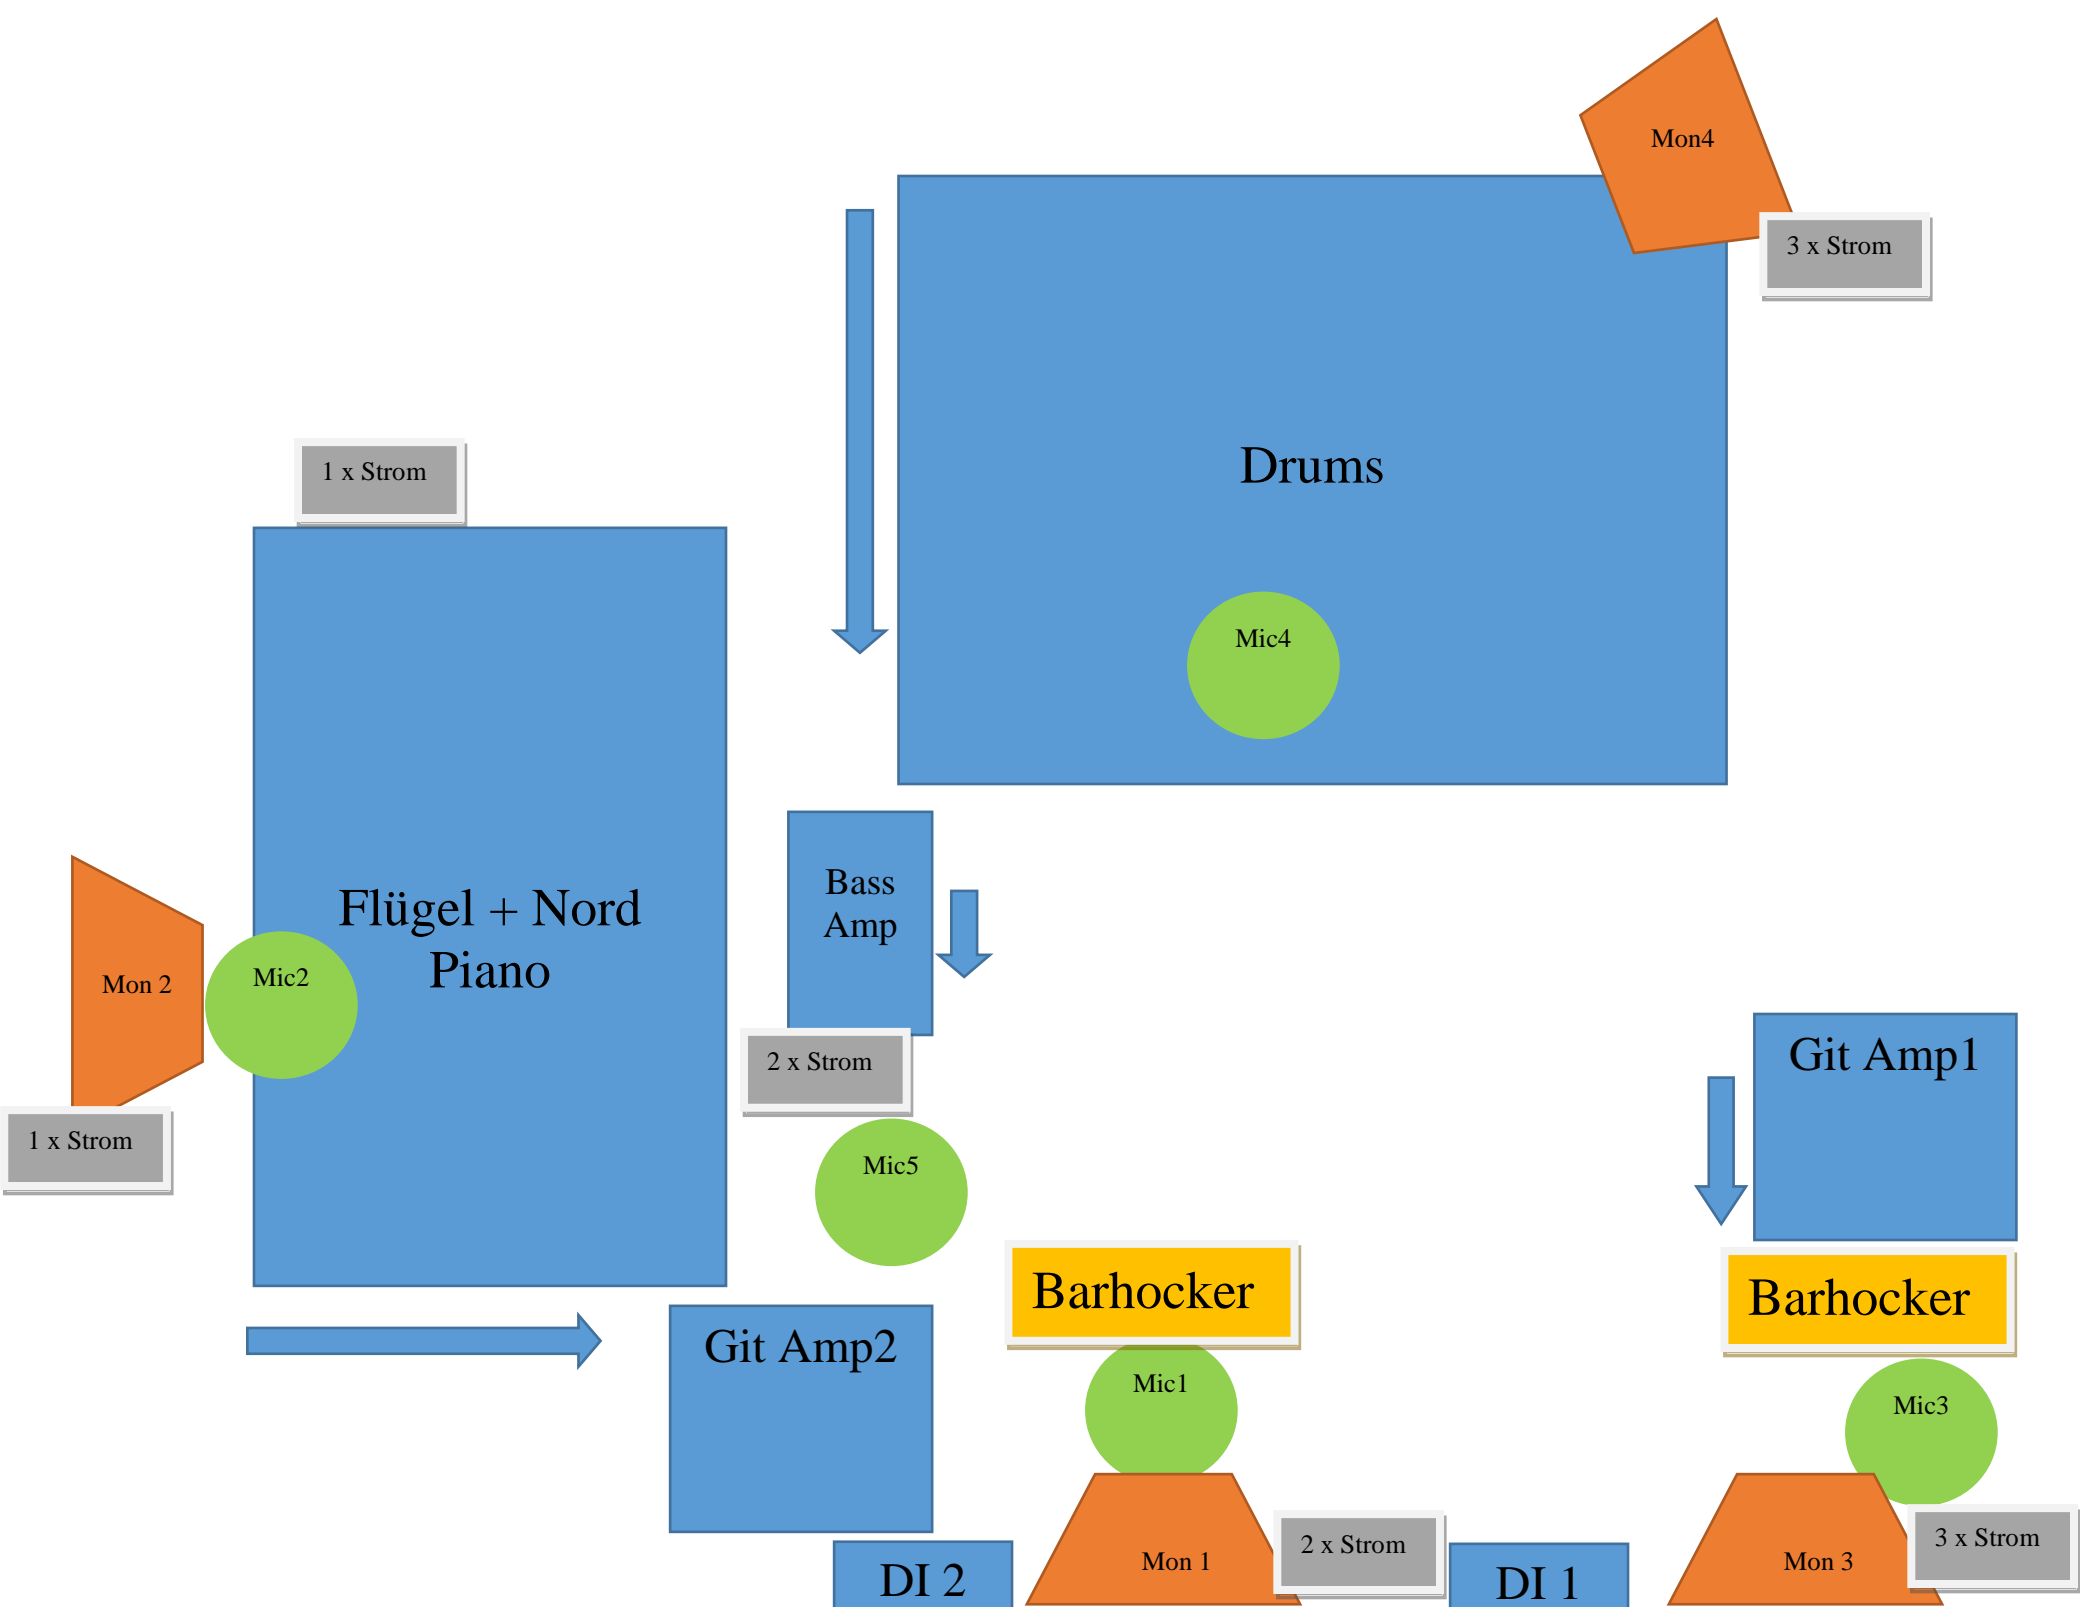 Mon4
3 x Strom
Drums
1 x Strom
Mic4
Bass
Amp
Flügel + Nord
Piano
Mon 2
Mic2
2 x Strom
Git Amp1
1 x Strom
Mic5
Barhocker
Barhocker
Git Amp2
Mic1
Mic3
2 x Strom
3 x Strom
Mon 1
Mon 3
DI 2
DI 1